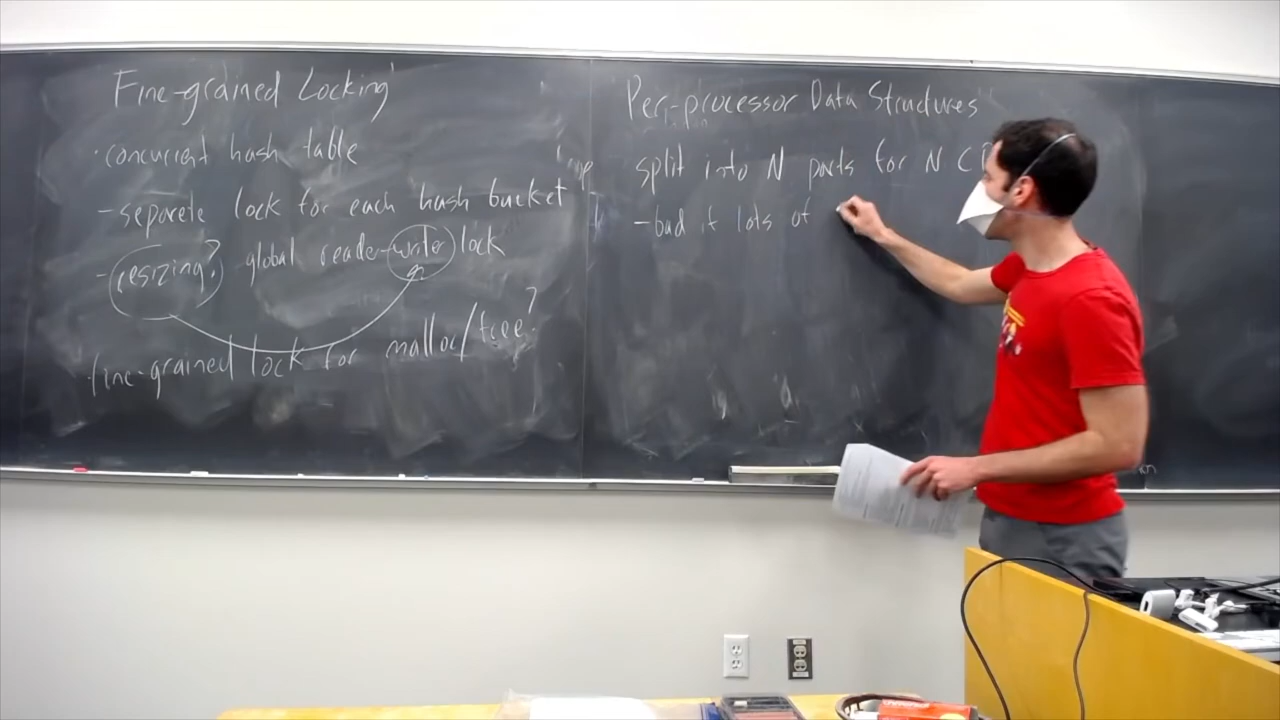 Fine-grained Locking
·concurrent hash table
-separate lock for each hash bucket
-resizing? global reader-writer lock
·fine-grained lock for malloc/free?
Per-processor Data Structures
split into N parts for N
-bad if lots of